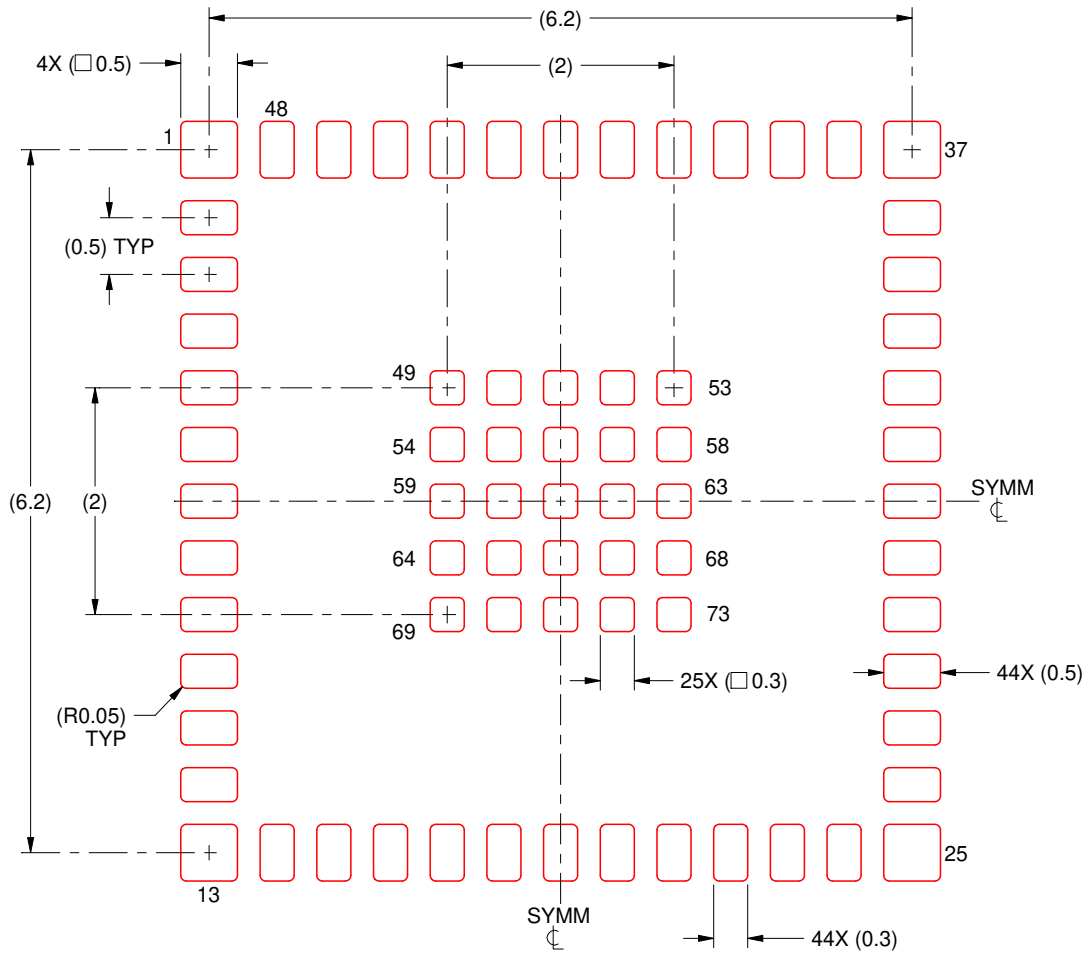 (6.2)
4X (□ 0.5)
(2)
48
1
37
(0.5) TYP
49
53
54
58
59
63
SYMM
℄
(6.2)
(2)
64
68
69
73
25X (□ 0.3)
44X (0.5)
(R0.05)
TYP
25
13
SYMM
℄
44X (0.3)